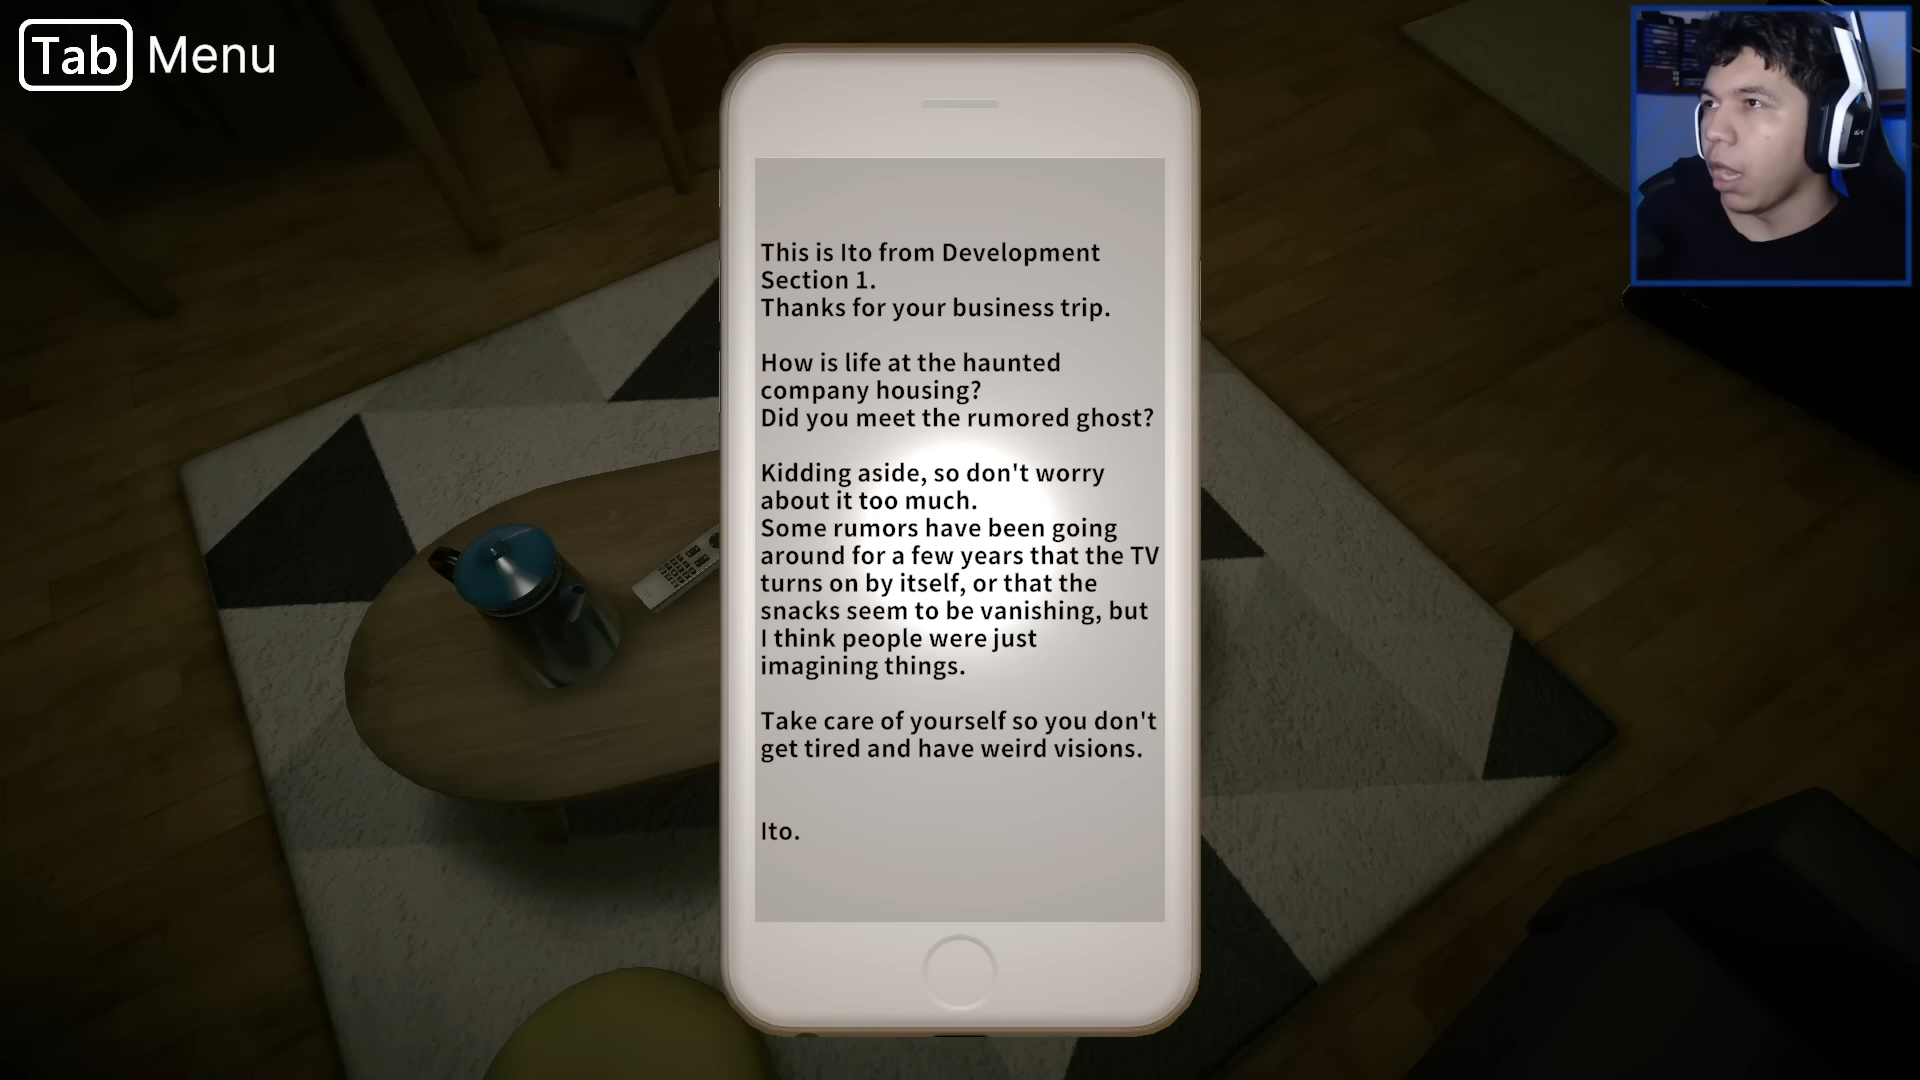 Tab Menu
This is Ito from Development
Section 1.
Thanks for your business trip.
How is life at the haunted
company housing?
Did you meet the rumored ghost?
Kidding aside, so don't worry
about it too much.
Some rumors have been going
around for a few years that the TV
turns on by itself, or that the
snacks seem to be vanishing, but
I think people were just
imagining things.
Take care of yourself so you don't
get tired and have weird visions.
Ito.